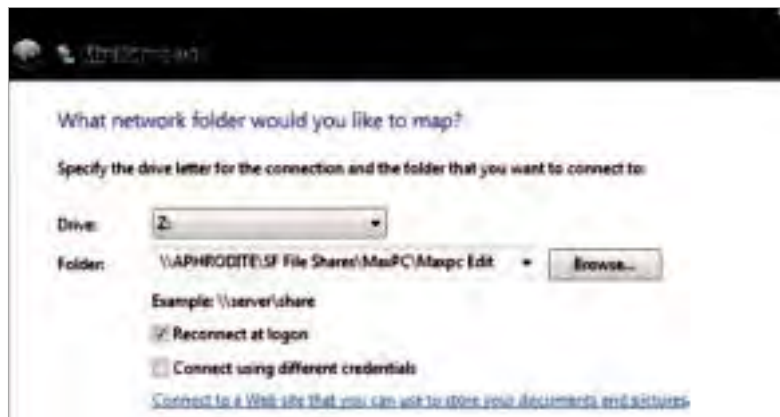 What network folder would you like to map?
Specify the drive letter for the connection and the folder that you want to connect to:
Drive: Z:
Folder: \\APHRODITE\SF File Shares\MaxPC\Maxpc Edit Browse...
Example: \\server\share
Reconnect at logon
Connect using different credentials
Connect to a Web site that you can use to store your documents and pictures.